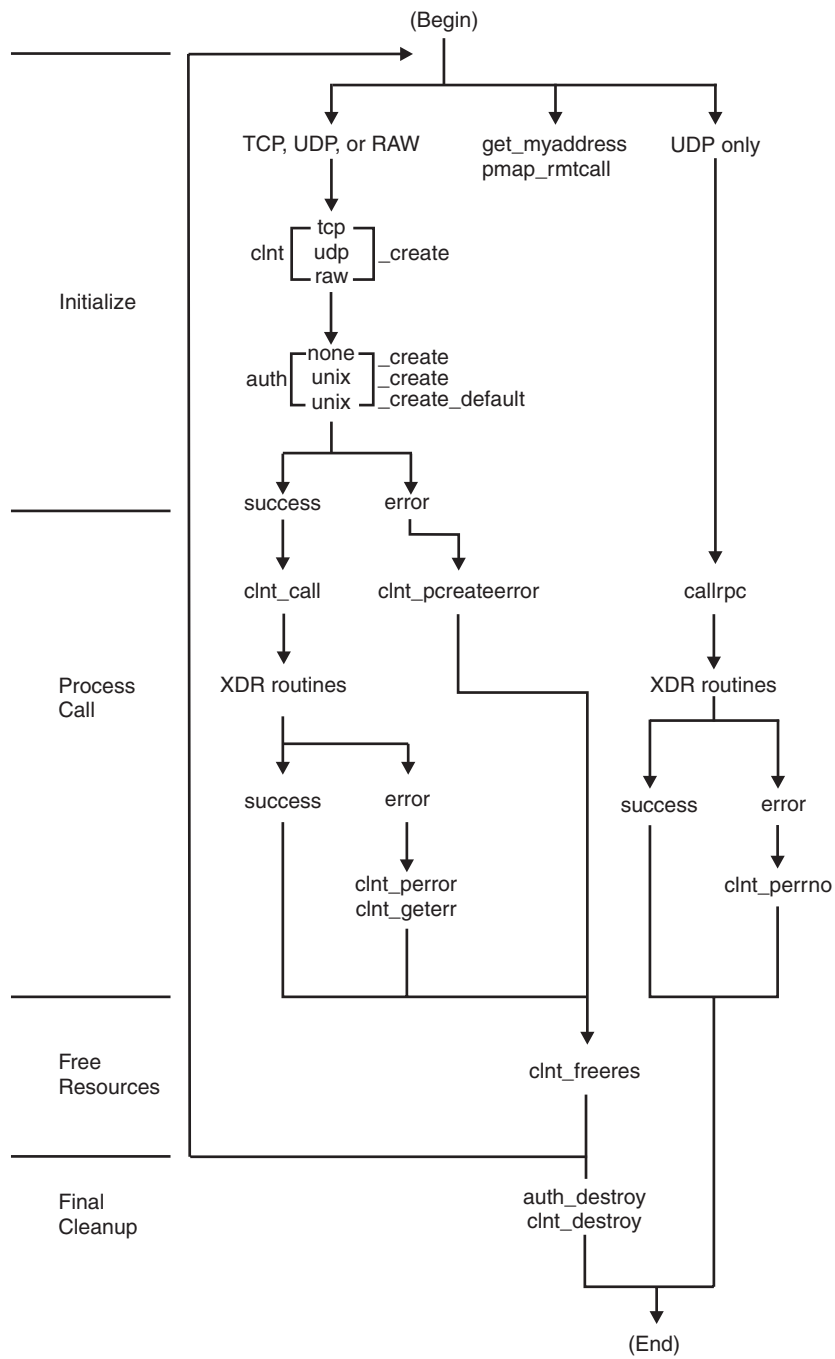 (Begin)
TCP, UDP, or RAW
get_myaddress
pmap_rmtcall
UDP only
tcp
clnt udp _create
raw
Initialize
none _create
auth unix _create
unix _create_default
success
error
clnt_call
clnt_pcreateerror
callrpc
Process
Call
XDR routines
XDR routines
success
error
success
error
clnt_perror
clnt_geterr
clnt_perrno
Free
Resources
clnt_freeres
Final
Cleanup
auth_destroy
clnt_destroy
(End)